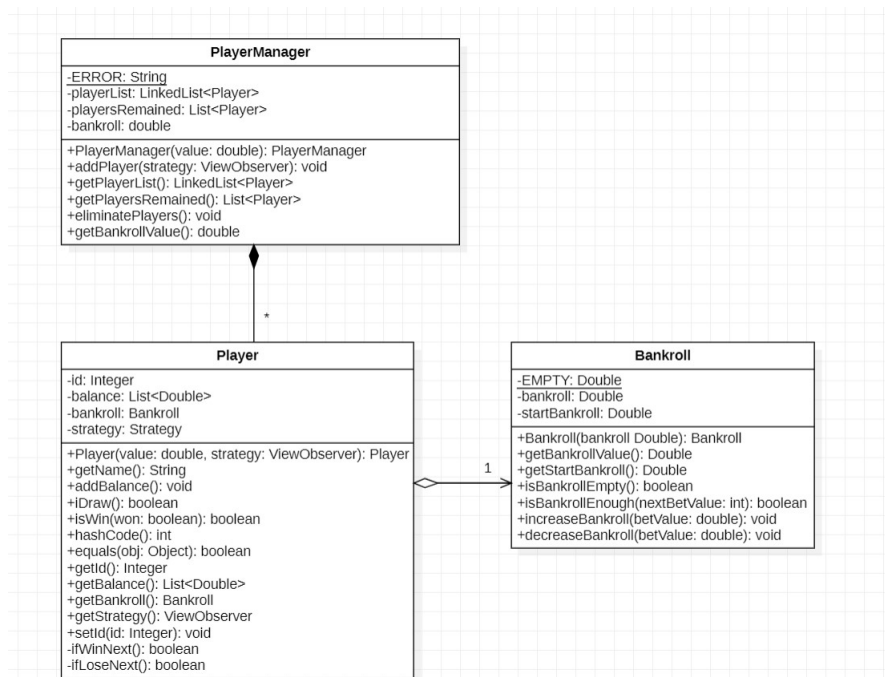 PlayerManager
-ERROR: String
-playerList: LinkedList<Player>
-playersRemained: List<Player>
-bankroll: double
+PlayerManager(value: double): PlayerManager
+addPlayer(strategy: ViewObserver): void
+getPlayerList(): LinkedList<Player>
+getPlayersRemained(): List<Player>
+eliminatePlayers(): void
+getBankrollValue(): double
*
Player
-id: Integer
-balance: List<Double>
-bankroll: Bankroll
-strategy: Strategy
+Player(value: double, strategy: ViewObserver): Player
+getName(): String
+addBalance(): void
+iDraw(): boolean
+isWin(won: boolean): boolean
+hashCode(): int
+equals(obj: Object): boolean
+getId(): Integer
+getBalance(): List<Double>
+getBankroll(): Bankroll
+getStrategy(): ViewObserver
+setId(id: Integer): void
-ifWinNext(): boolean
-ifLoseNext(): boolean
1
Bankroll
-EMPTY: Double
-bankroll: Double
-startBankroll: Double
+Bankroll(bankroll Double): Bankroll
+getBankrollValue(): Double
+getStartBankroll(): Double
+isBankrollEmpty(): boolean
+isBankrollEnough(nextBetValue: int): boolean
+increaseBankroll(betValue: double): void
+decreaseBankroll(betValue: double): void